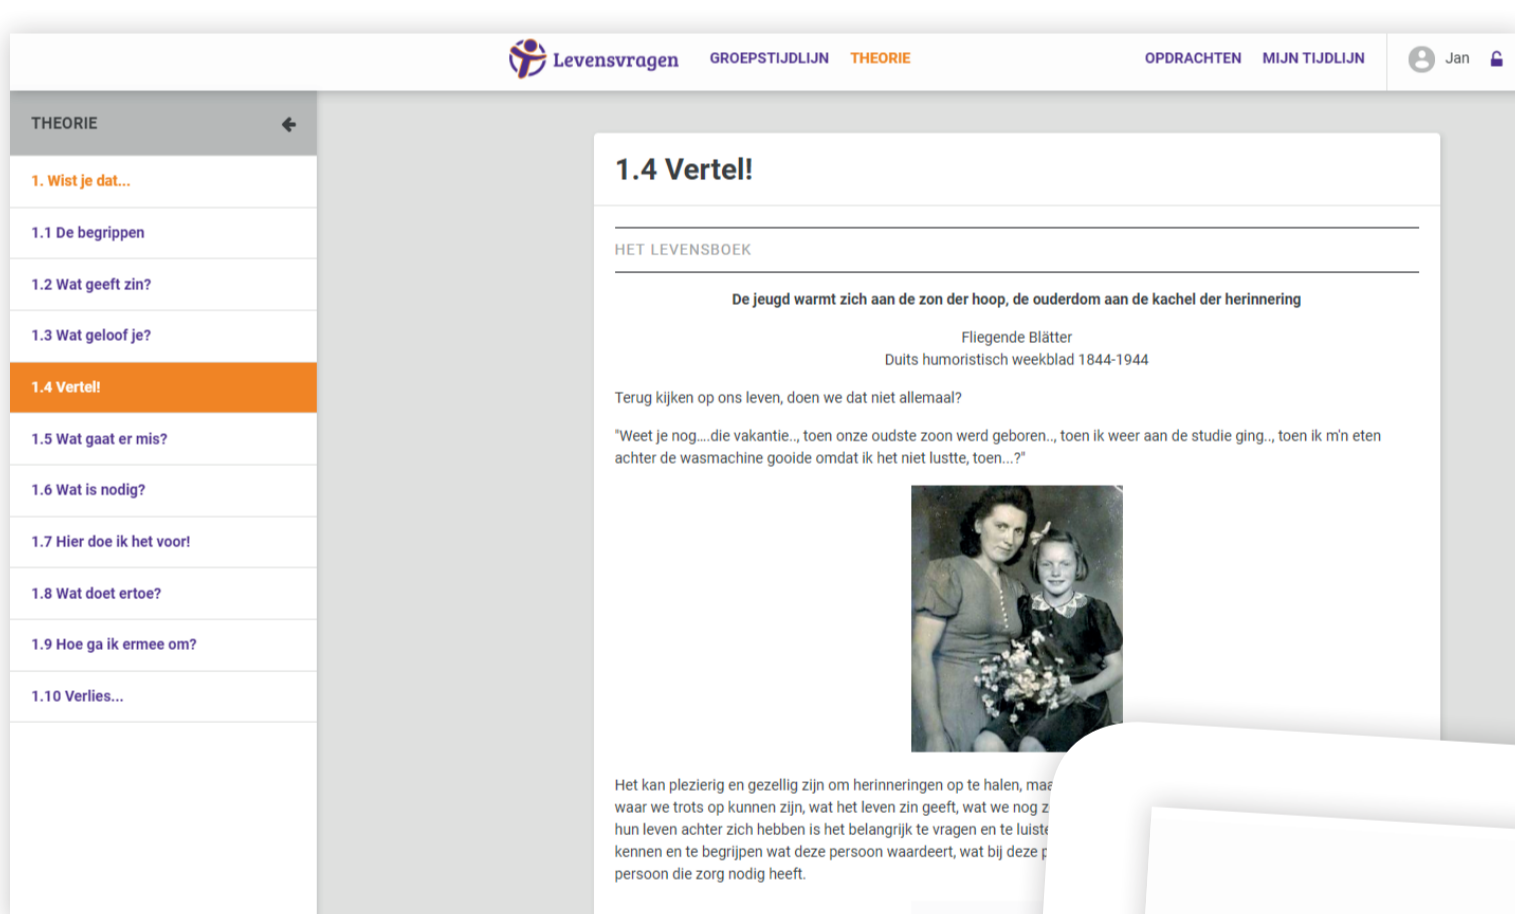 Levensvragen
GROEPSTIJDLIJN
THEORIE
OPDRACHTEN
MIJN TIJDLIJN
Jan
THEORIE
1. Wist je dat...
1.1 De begrippen
1.2 Wat geeft zin?
1.3 Wat geloof je?
1.4 Vertel!
1.5 Wat gaat er mis?
1.6 Wat is nodig?
1.7 Hier doe ik het voor!
1.8 Wat doet ertoe?
1.9 Hoe ga ik ermee om?
1.10 Verlies...
1.4 Vertel!
HET LEVENSBOEK
De jeugd warmt zich aan de zon der hoop, de ouderdom aan de kachel der herinnering
Fliegende Blätter
Duits humoristisch weekblad 1844-1944
Terug kijken op ons leven, doen we dat niet allemaal?
"Weet je nog....die vakantie.., toen onze oudste zoon werd geboren.., toen ik weer aan de studie ging.., toen ik m'n eten
achter de wasmachine gooide omdat ik het niet lustte, toen...?"
Het kan plezierig en gezellig zijn om herinneringen op te halen,
waar we trots op kunnen zijn, wat het leven zin geeft, wat we nog
hun leven achter zich hebben is het belangrijk te vragen en te
kennen en te begrijpen wat deze persoon waardeert, wat bij deze
persoon die zorg nodig heeft.